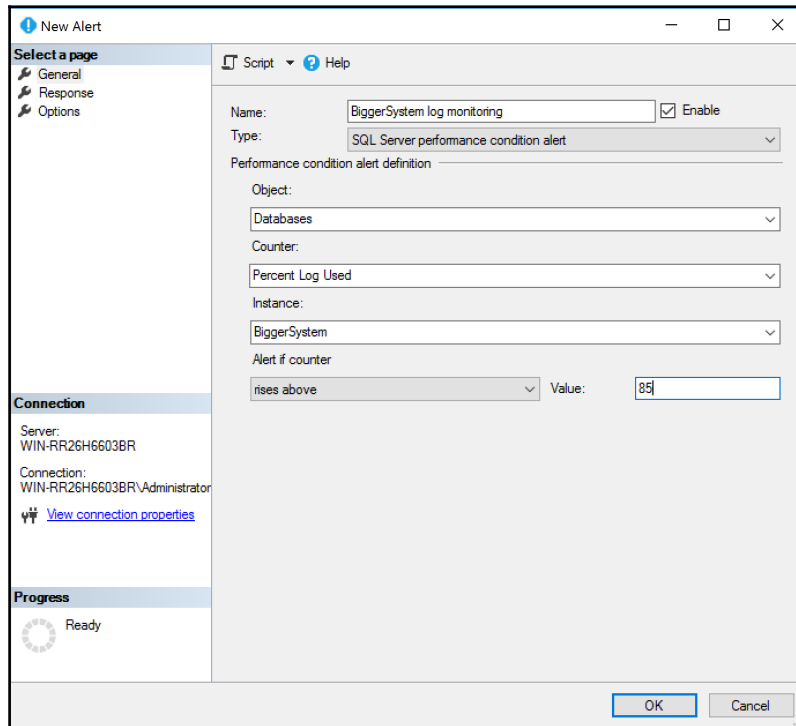 New Alert
Select a page
General
Response
Options
Script Help
Name: BiggerSystem log monitoring Enable
Type: SQL Server performance condition alert
Performance condition alert definition
Object:
Databases
Counter:
Percent Log Used
Instance:
BiggerSystem
Alert if counter
rises above Value: 85
Connection
Server:
WIN-RR26H6603BR
Connection:
WIN-RR26H6603BR\Administrator
View connection properties
Progress
Ready
OK Cancel